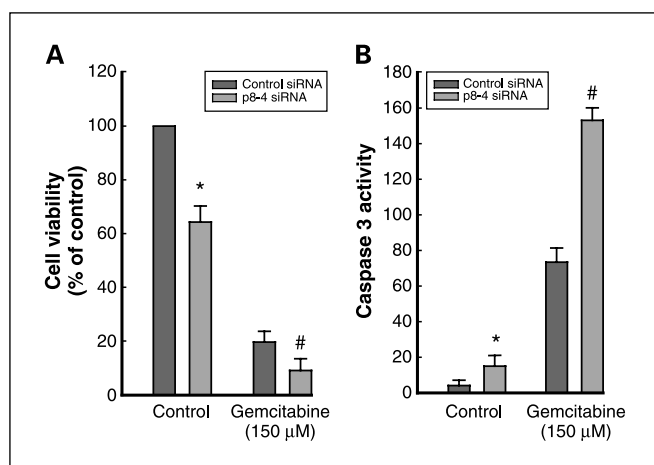 A
Cell viability
(% of control)
120
100
80
60
40
20
0
Control siRNA
p8-4 siRNA
*
#
Control
Gemcitabine
(150 µM)
B
Caspase 3 activity
180
160
140
120
100
80
60
40
20
0
Control siRNA
p8-4 siRNA
*
#
Control
Gemcitabine
(150 µM)